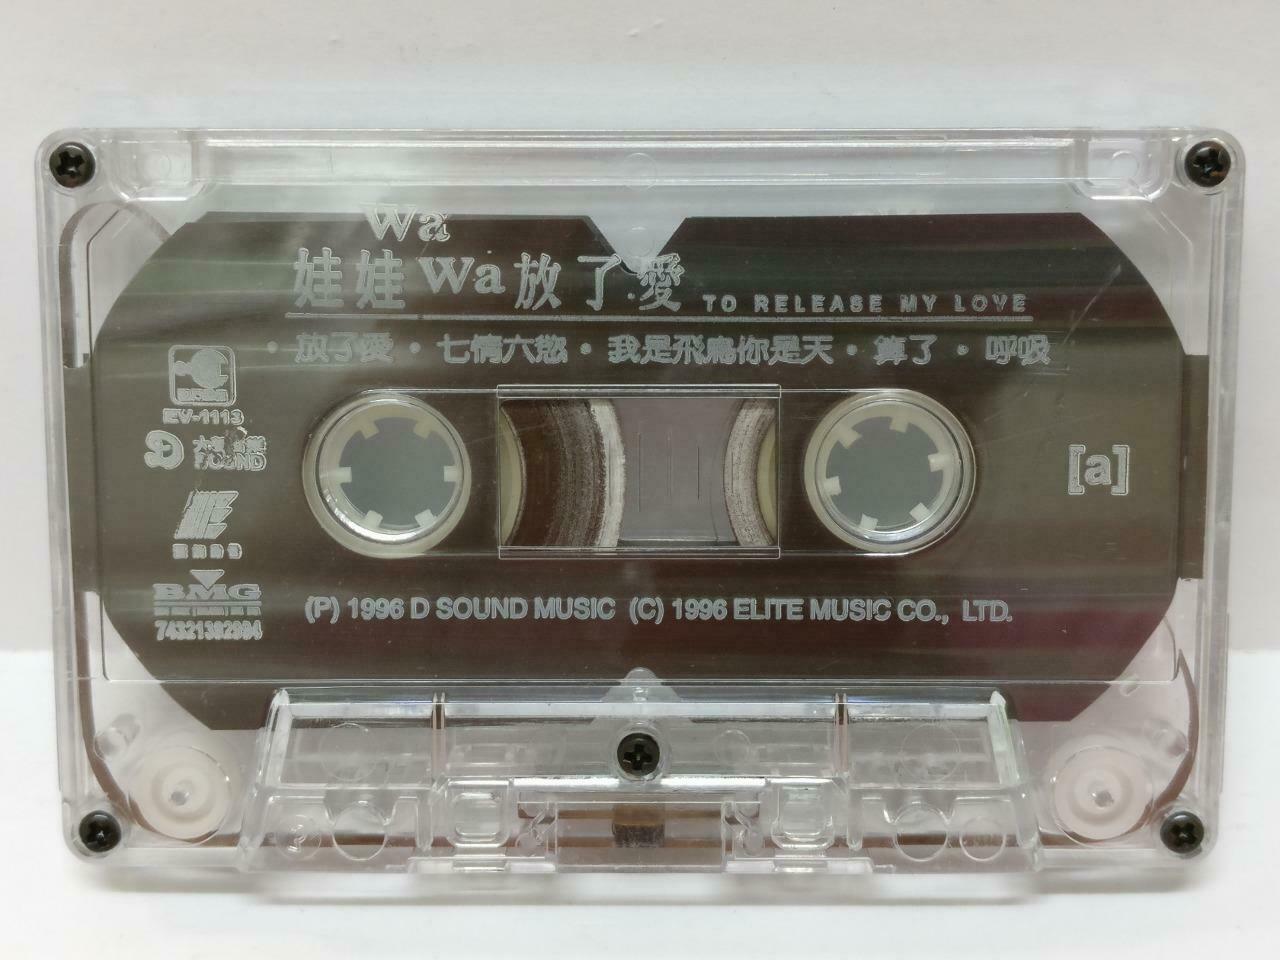 Wa
娃娃 Wa 放了愛 TO RELEASE MY LOVE
• 放了愛 • 七情六慾 • 我是飛鳥你是天 • 算了 • 呼吸
EV-1113
D SOUND
[a]
BMG
74321382994
(P) 1996 D SOUND MUSIC (C) 1996 ELITE MUSIC CO., LTD.